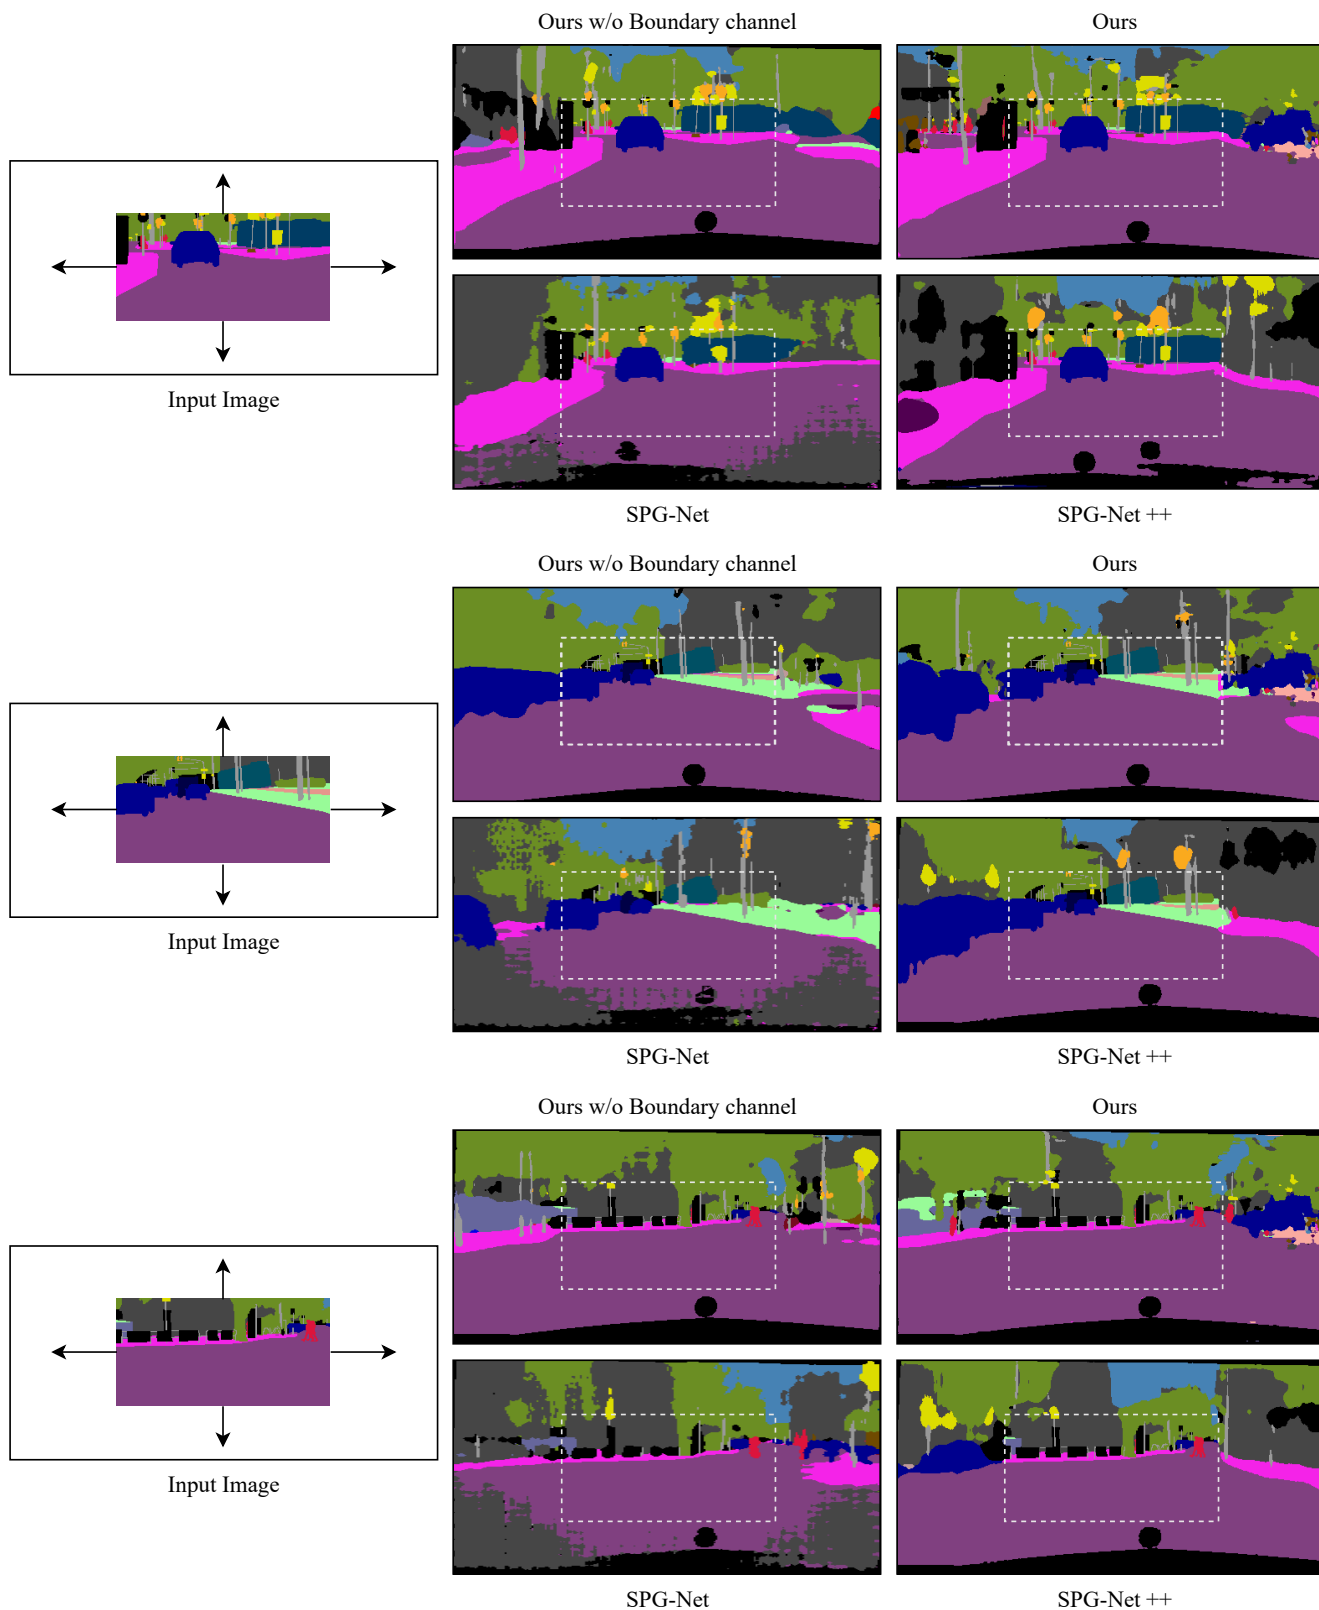 Ours w/o Boundary channel
Ours
Input Image
SPG-Net
SPG-Net ++
Ours w/o Boundary channel
Ours
Input Image
SPG-Net
SPG-Net ++
Ours w/o Boundary channel
Ours
Input Image
SPG-Net
SPG-Net ++